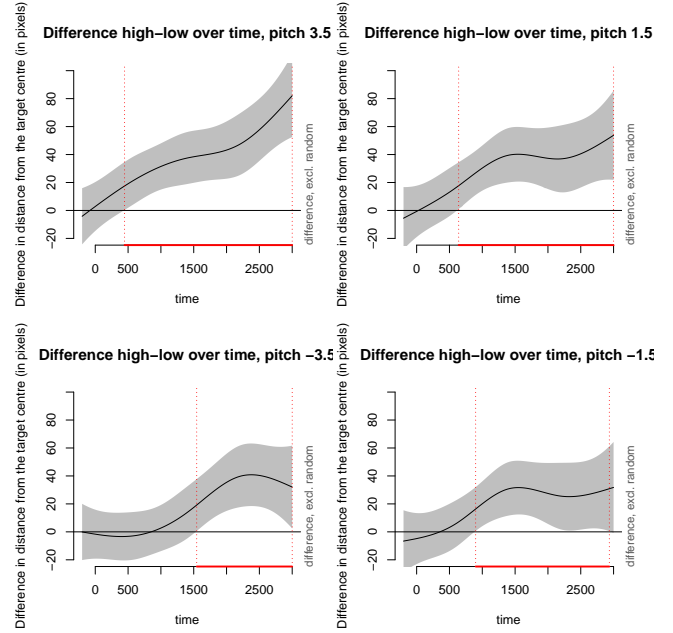 Difference high−low over time, pitch 3.5
Difference in distance from the target centre (in pixels)
−20 0 20 40 60 80
0 500 1500 2500
time
difference, excl. random
Difference high−low over time, pitch 1.5
Difference in distance from the target centre (in pixels)
−20 0 20 40 60 80
0 500 1500 2500
time
difference, excl. random
Difference high−low over time, pitch −3.5
Difference in distance from the target centre (in pixels)
−20 0 20 40 60 80
0 500 1500 2500
time
difference, excl. random
Difference high−low over time, pitch −1.5
Difference in distance from the target centre (in pixels)
−20 0 20 40 60 80
0 500 1500 2500
time
difference, excl. random